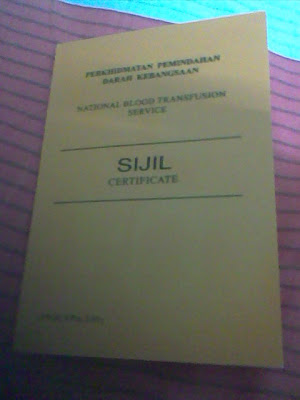 PERKHIDMATAN PEMINDAHAN
DARAH KEBANGSAAN
NATIONAL BLOOD TRANSFUSION
SERVICE
SIJIL
CERTIFICATE